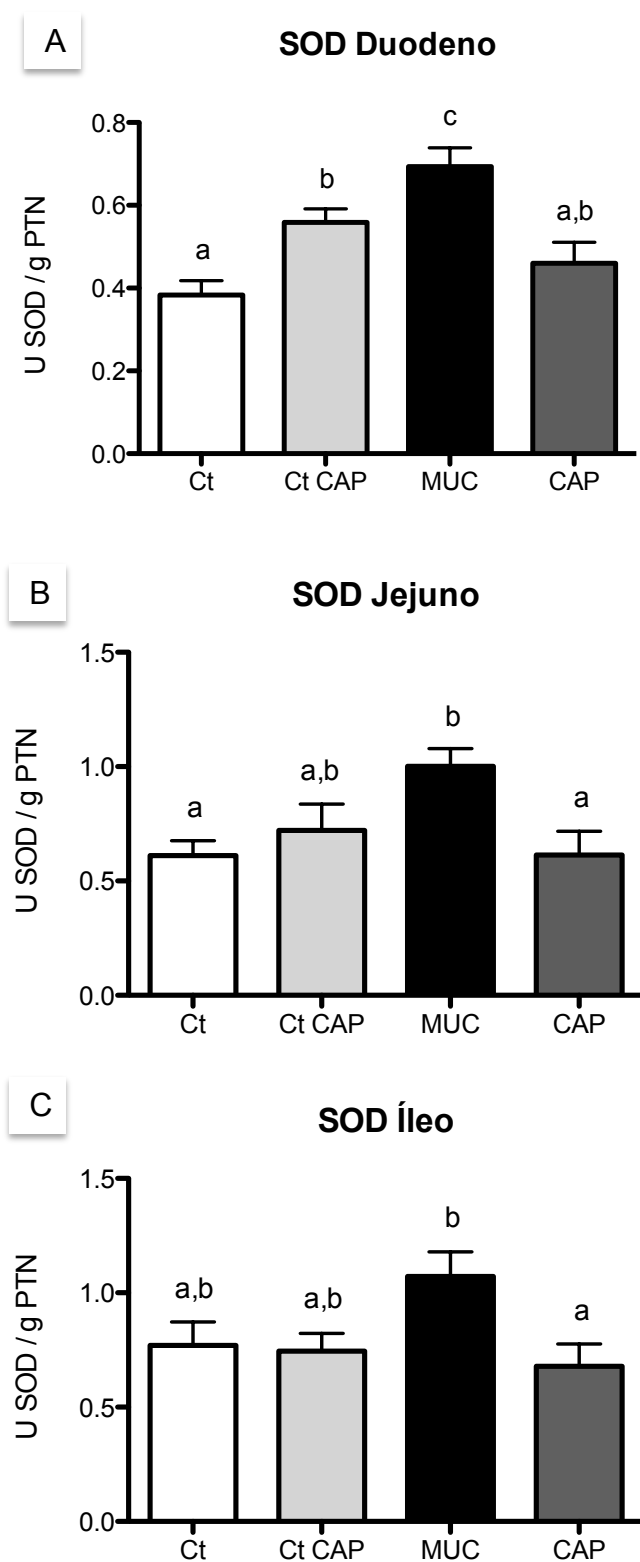 A
SOD Duodeno
U SOD / g PTN
0.8
0.6
0.4
0.2
0.0
a
b
c
a,b
Ct
Ct CAP
MUC
CAP
B
SOD Jejuno
U SOD / g PTN
1.5
1.0
0.5
0.0
a
a,b
b
a
Ct
Ct CAP
MUC
CAP
C
SOD Íleo
U SOD / g PTN
1.5
1.0
0.5
0.0
a,b
a,b
b
a
Ct
Ct CAP
MUC
CAP